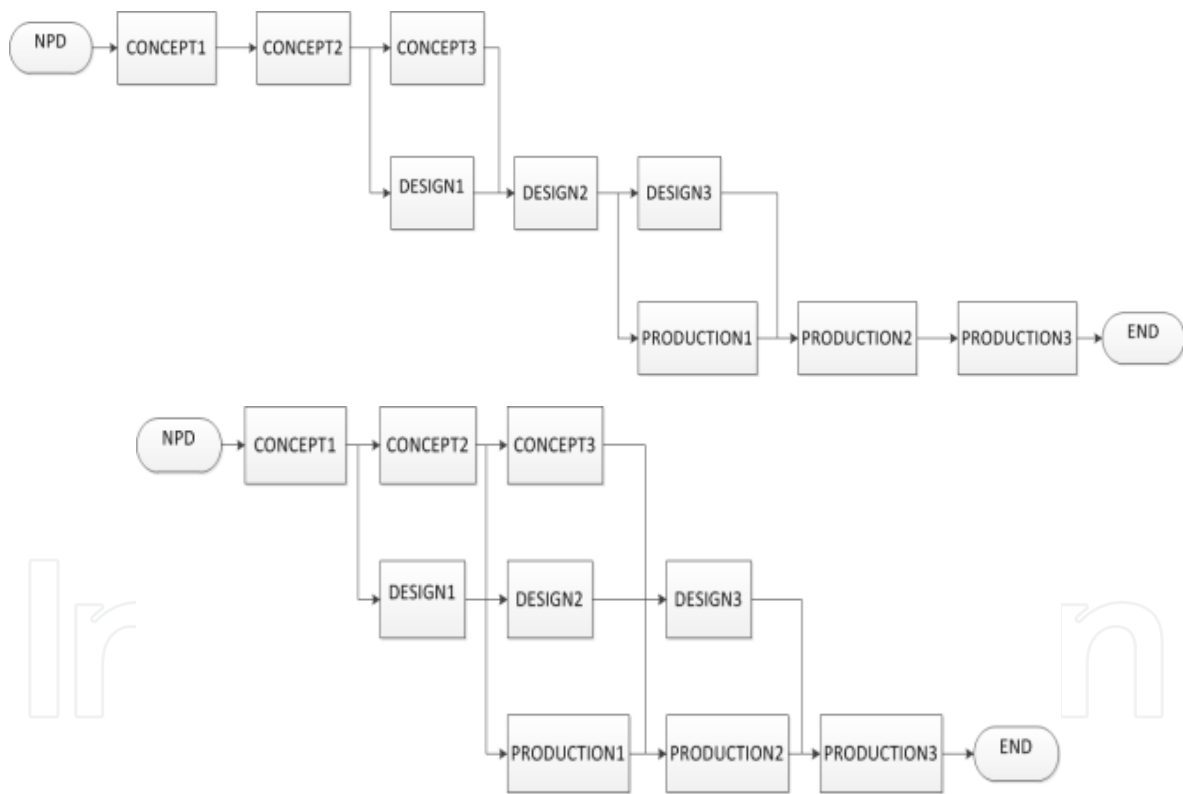 NPD
CONCEPT1
CONCEPT2
CONCEPT3
DESIGN1
DESIGN2
DESIGN3
PRODUCTION1
PRODUCTION2
PRODUCTION3
END
NPD
CONCEPT1
CONCEPT2
CONCEPT3
DESIGN1
DESIGN2
DESIGN3
PRODUCTION1
PRODUCTION2
PRODUCTION3
END